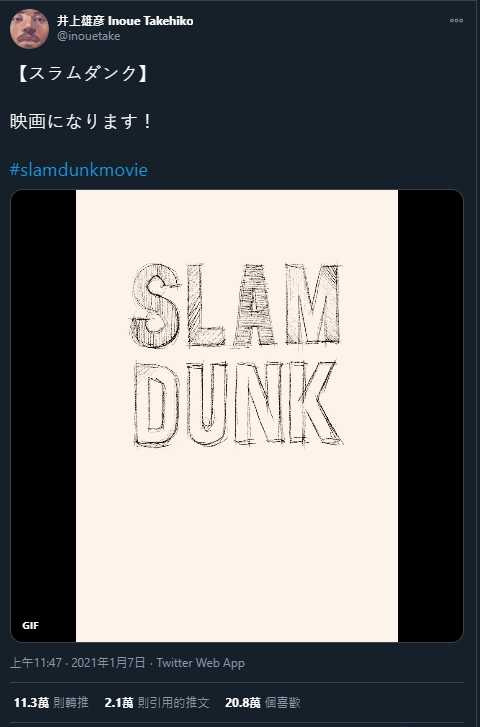 井上雄彦 Inoue Takehiko
@inouetake
【スラムダンク】
映画になります！
#slamdunkmovie
SLAM
DUNK
GIF
上午11:47 · 2021年1月7日 · Twitter Web App
11.3萬 則轉推 2.1萬 則引用的推文 20.8萬 個喜歡